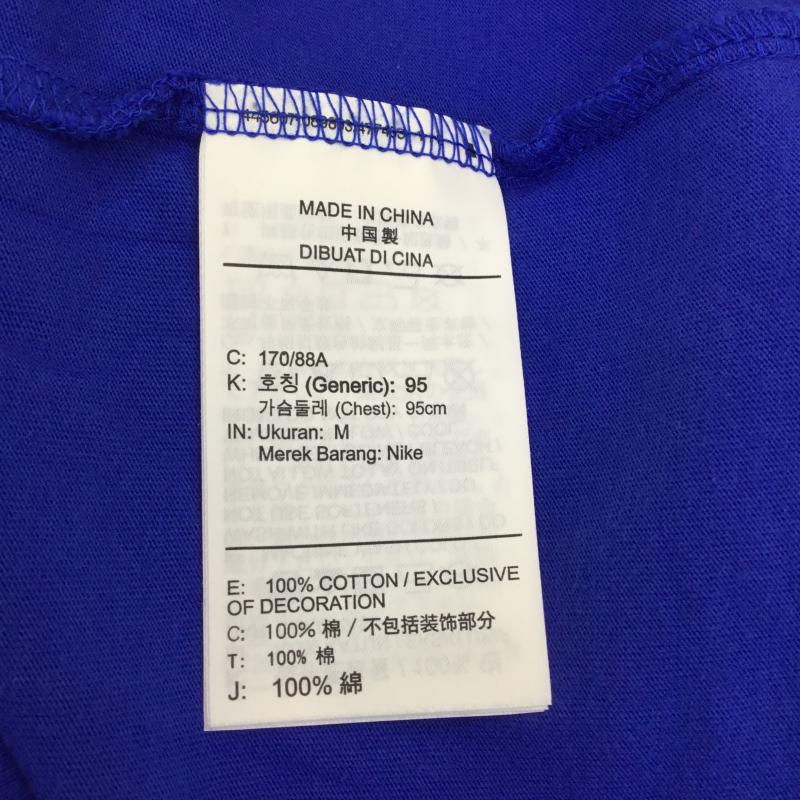 MADE IN CHINA
中国製
DIBUAT DI CINA
C: 170/88A
K: 호칭 (Generic): 95
가슴둘레 (Chest): 95cm
IN: Ukuran: M
Merek Barang: Nike
E: 100% COTTON / EXCLUSIVE
OF DECORATION
C: 100% 棉 / 不包括装饰部分
T: 100% 棉
J: 100% 綿